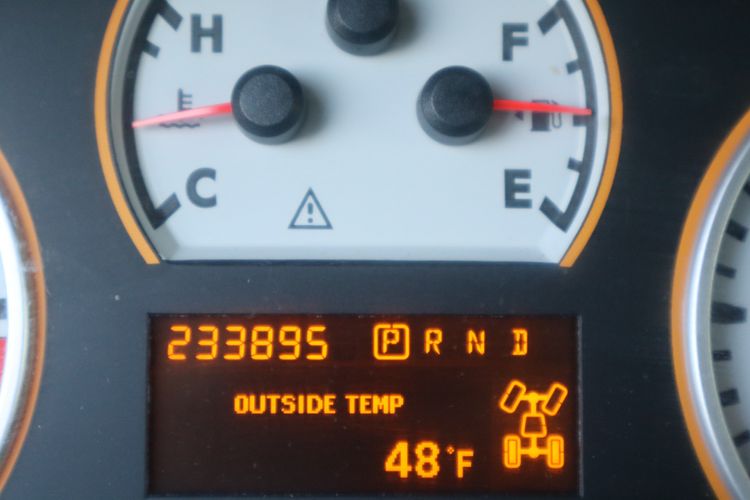 H F
C E
233895 P R N D
OUTSIDE TEMP
48°F